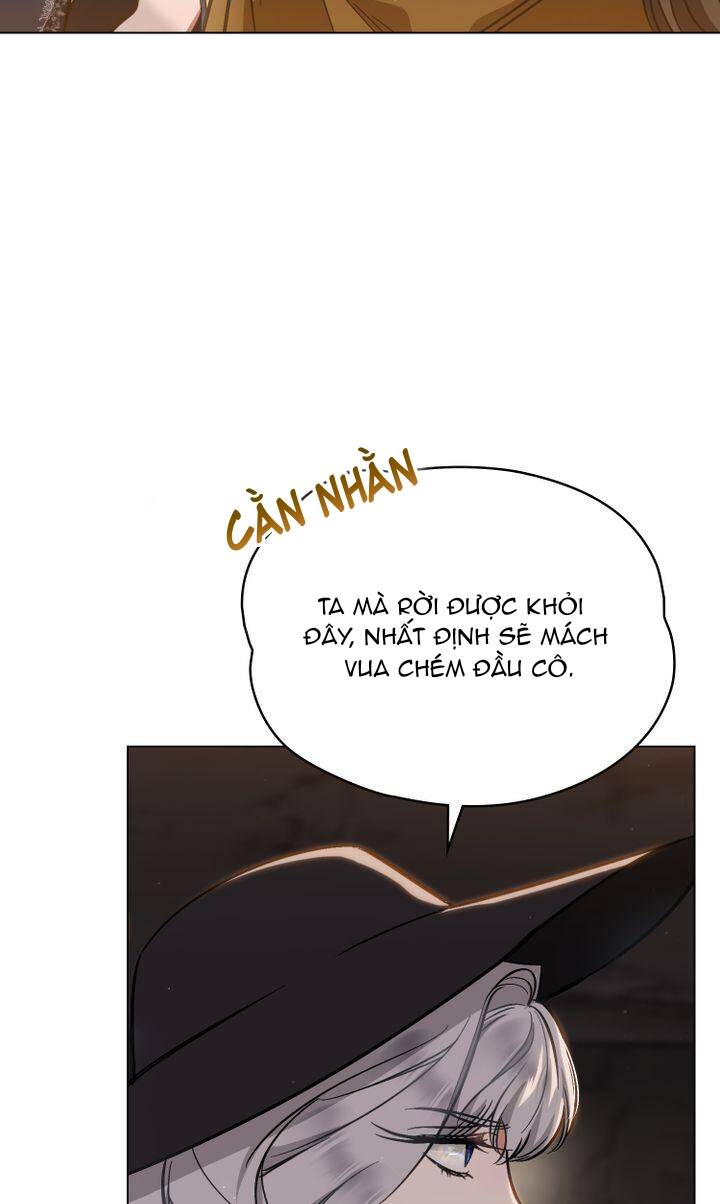 CẰN NHẰN
TA MÀ RỜI ĐƯỢC KHỎI
ĐÂY, NHẤT ĐỊNH SẼ MÁCH
VUA CHÉM ĐẦU CÔ.